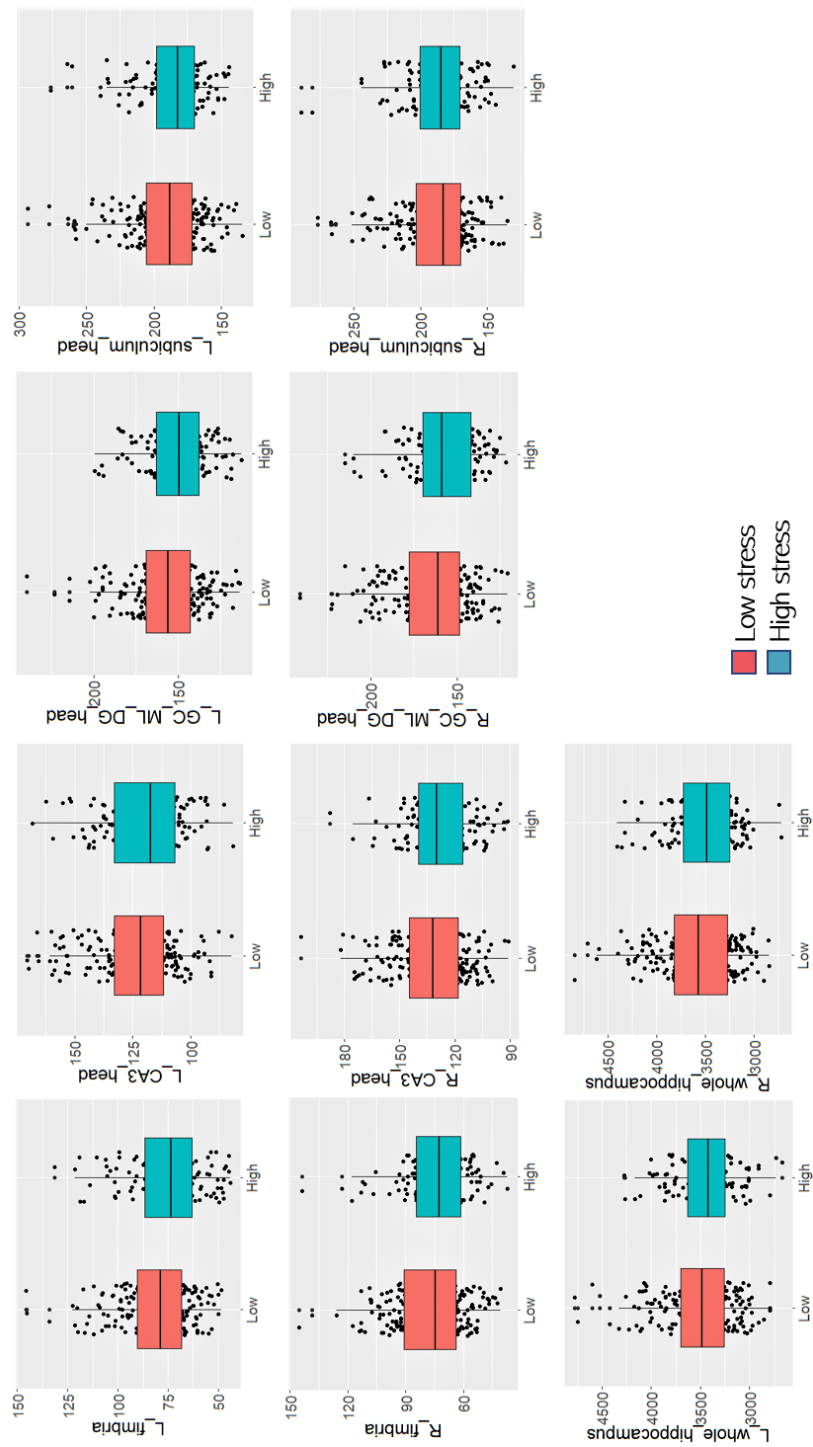 L_fimbria
150
125
100
75
50
Low
High
L_CA3_head
150
125
100
Low
High
L_GC_ML_DG_head
200
150
Low
High
L_subiculum_head
300
250
200
150
Low
High
R_fimbria
150
120
90
60
Low
High
R_CA3_head
180
150
120
90
Low
High
R_GC_ML_DG_head
200
150
Low
High
R_subiculum_head
250
200
150
Low
High
L_whole_hippocampus
4500
4000
3500
3000
Low
High
R_whole_hippocampus
4500
4000
3500
3000
Low
High
Low stress
High stress